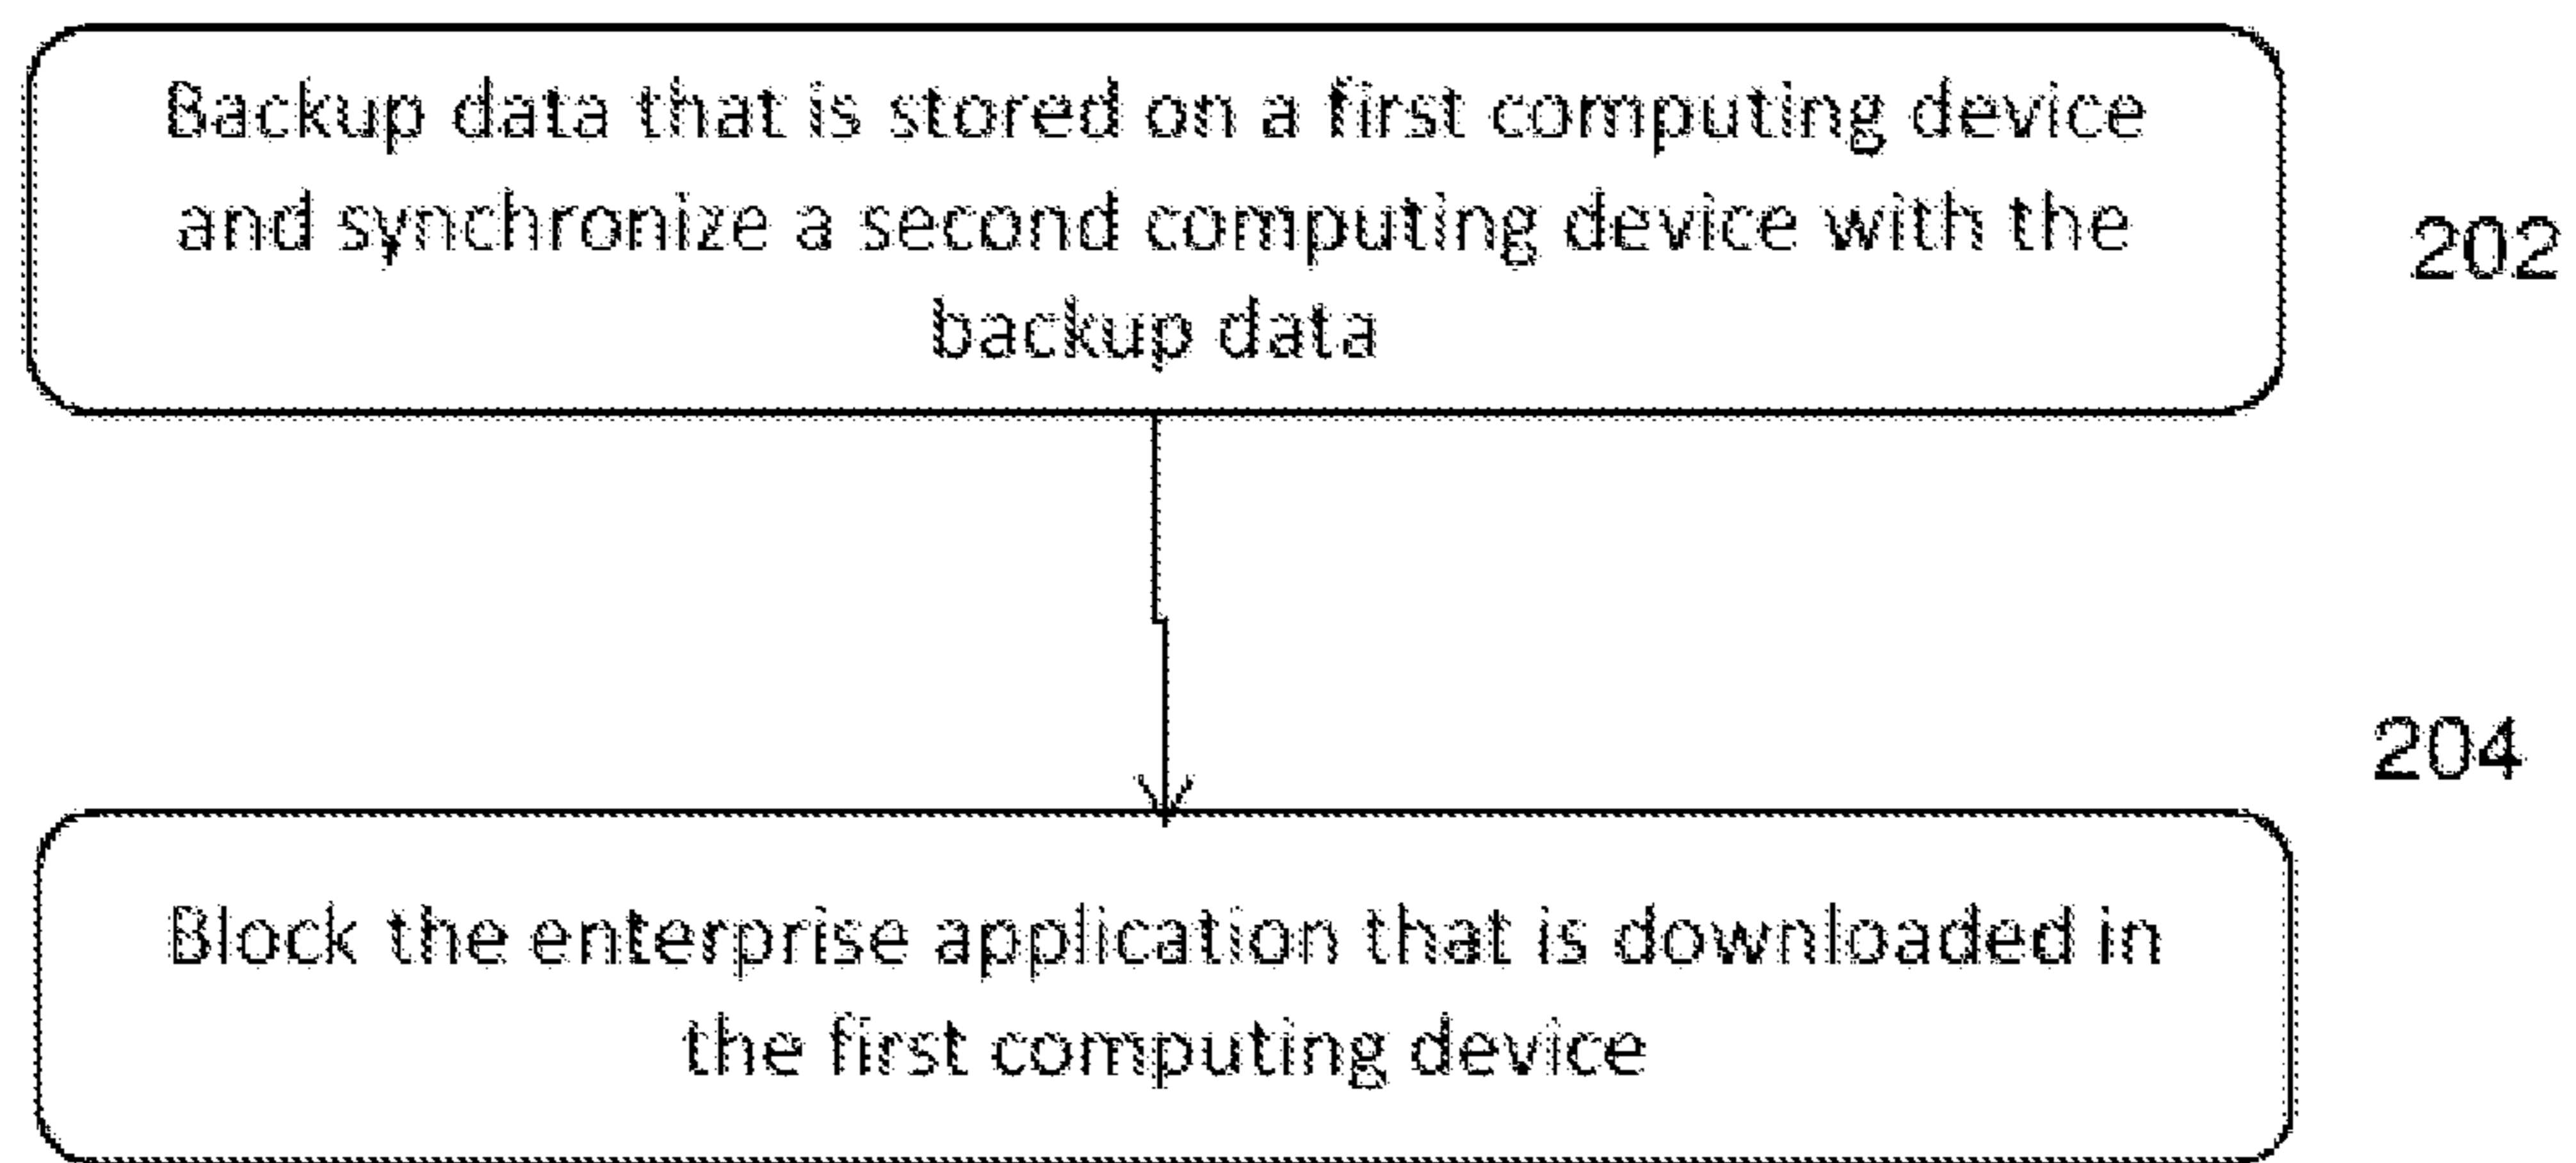 Backup data that is stored on a first computing device
and synchronize a second computing device with the
backup data
202
204
Block the enterprise application that is downloaded in
the first computing device